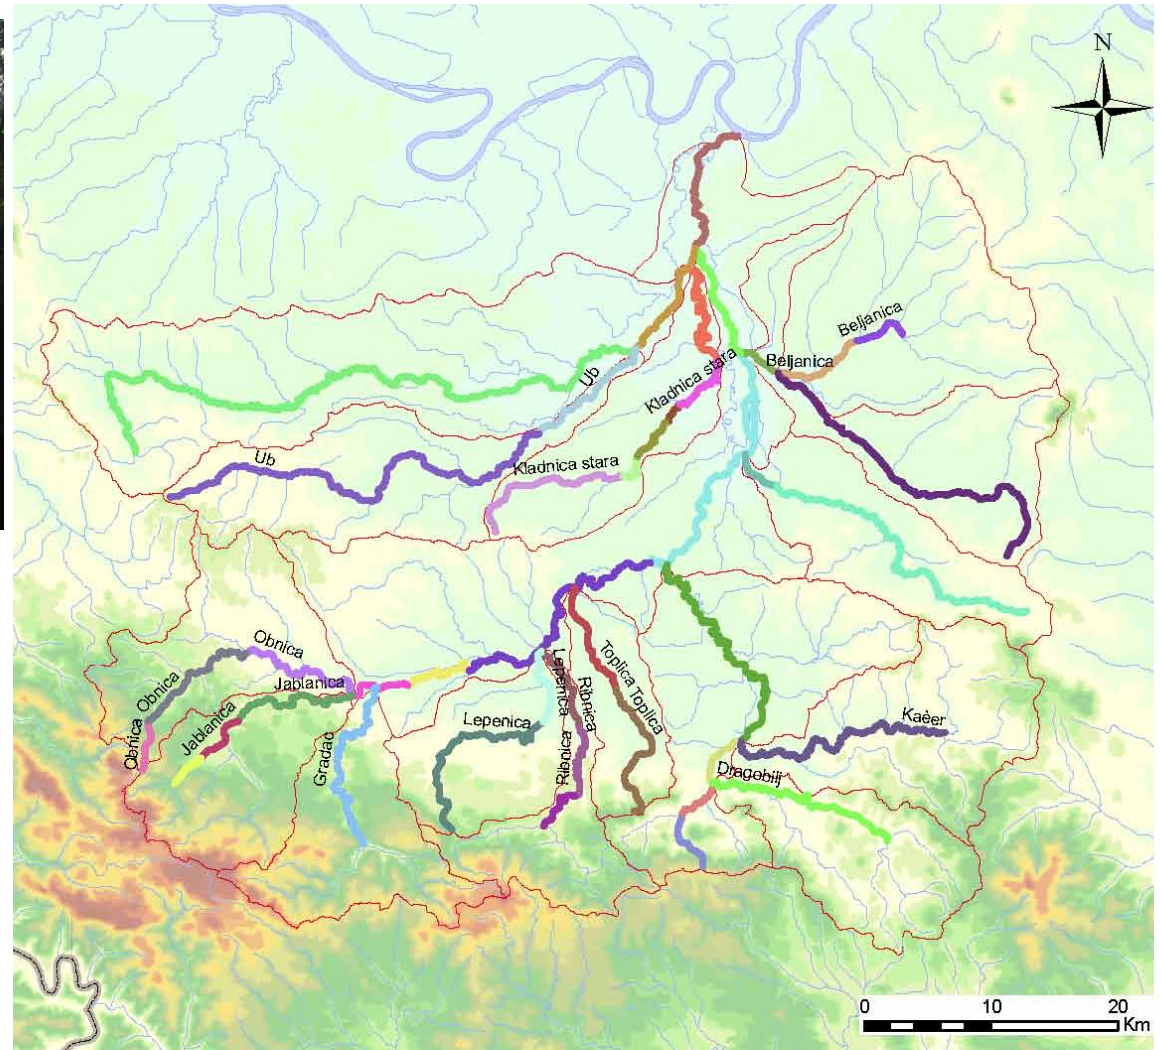 N
Beljanica
Beljanica
Kladnica stara
Ub
Kladnica stara
Ub
Obnica
Obnica
Obnica
Jablanica
Jablanica
Gradac
Lepenica
Lepenica
Ribnica
Ribnica
Toplica Toplica
Kaèer
Dragobilj
0 10 20
Km